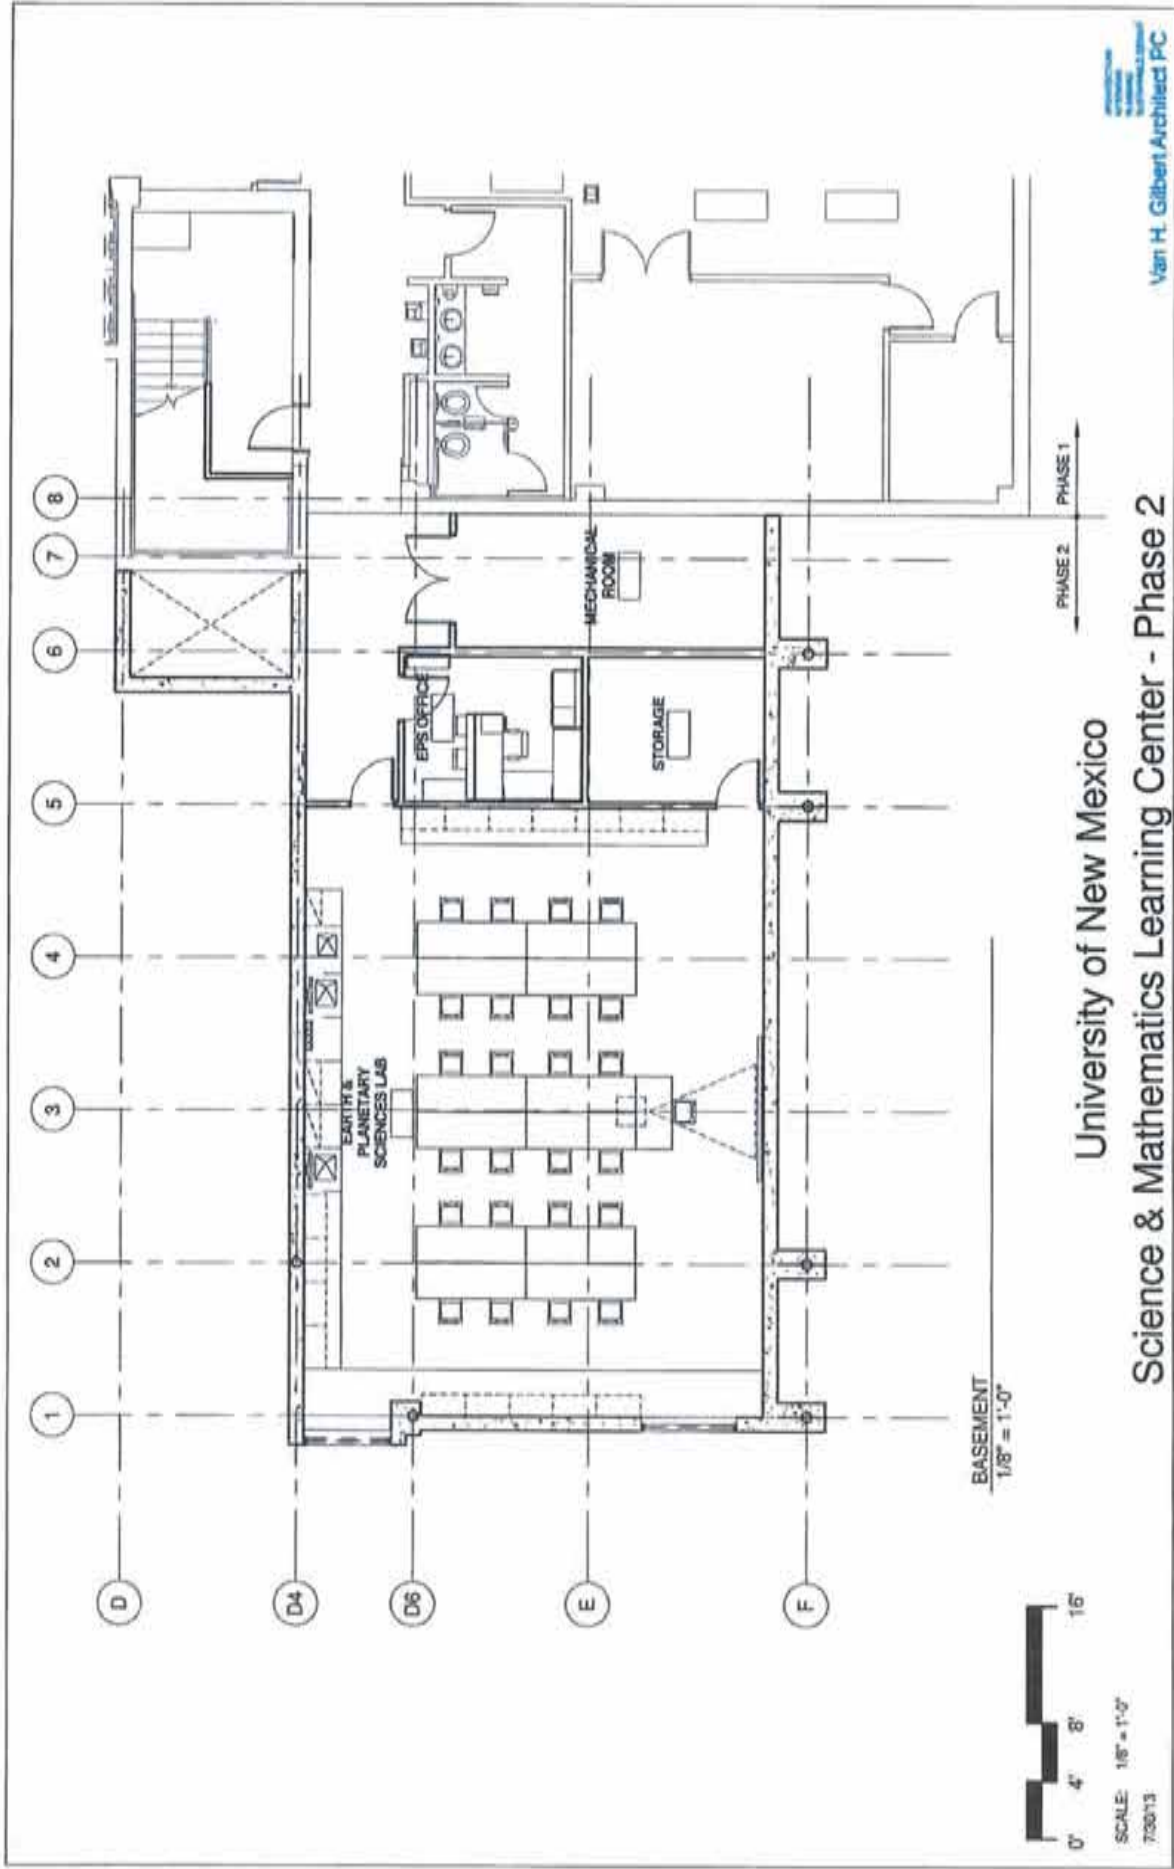 1
2
3
4
5
6
7
8
D
D4
D6
E
F
EARTH &
PLANETARY
SCIENCES LAB
EPS OFFICE
STORAGE
MECHANICAL
ROOM
PHASE 2
PHASE 1
BASEMENT
1/8" = 1'-0"
0' 4' 8' 16'
SCALE: 1/8" = 1'-0"
7/30/13
University of New Mexico
Science & Mathematics Learning Center - Phase 2
Van H. Gilbert Architect PC